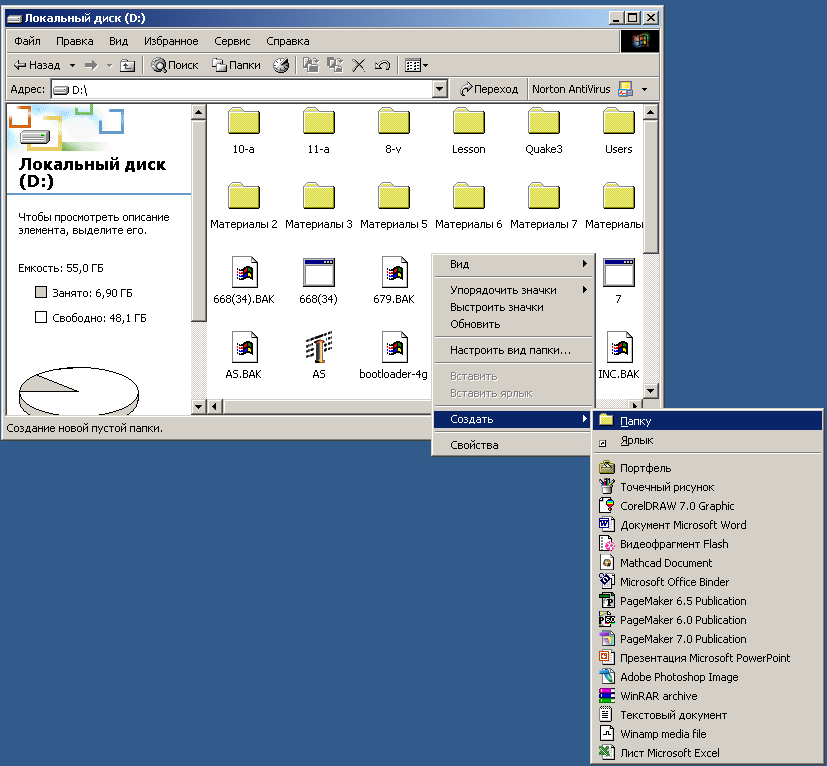 Локальный диск (D:)
Файл Правка Вид Избранное Сервис Справка
Назад Поиск Папки
Адрес: D:\ Переход Norton AntiVirus
Локальный диск (D:)
Чтобы просмотреть описание
элемента, выделите его.
Емкость: 55,0 ГБ
Занято: 6,90 ГБ
Свободно: 48,1 ГБ
10-a 11-a 8-v Lesson Quake3 Users
Материалы 2 Материалы 3 Материалы 5 Материалы 6 Материалы 7 Материалы
668(34).BAK 668(34) 679.BAK 7
AS.BAK AS bootloader-4g INC.BAK
Вид
Упорядочить значки
Выстроить значки
Обновить
Настроить вид папки...
Вставить
Вставить ярлык
Создать
Свойства
Папку
Ярлык
Портфель
Точечный рисунок
CorelDRAW 7.0 Graphic
Документ Microsoft Word
Видеофрагмент Flash
Mathcad Document
Microsoft Office Binder
PageMaker 6.5 Publication
PageMaker 6.0 Publication
PageMaker 7.0 Publication
Презентация Microsoft PowerPoint
Adobe Photoshop Image
WinRAR archive
Текстовый документ
Winamp media file
Лист Microsoft Excel
Создание новой пустой папки.